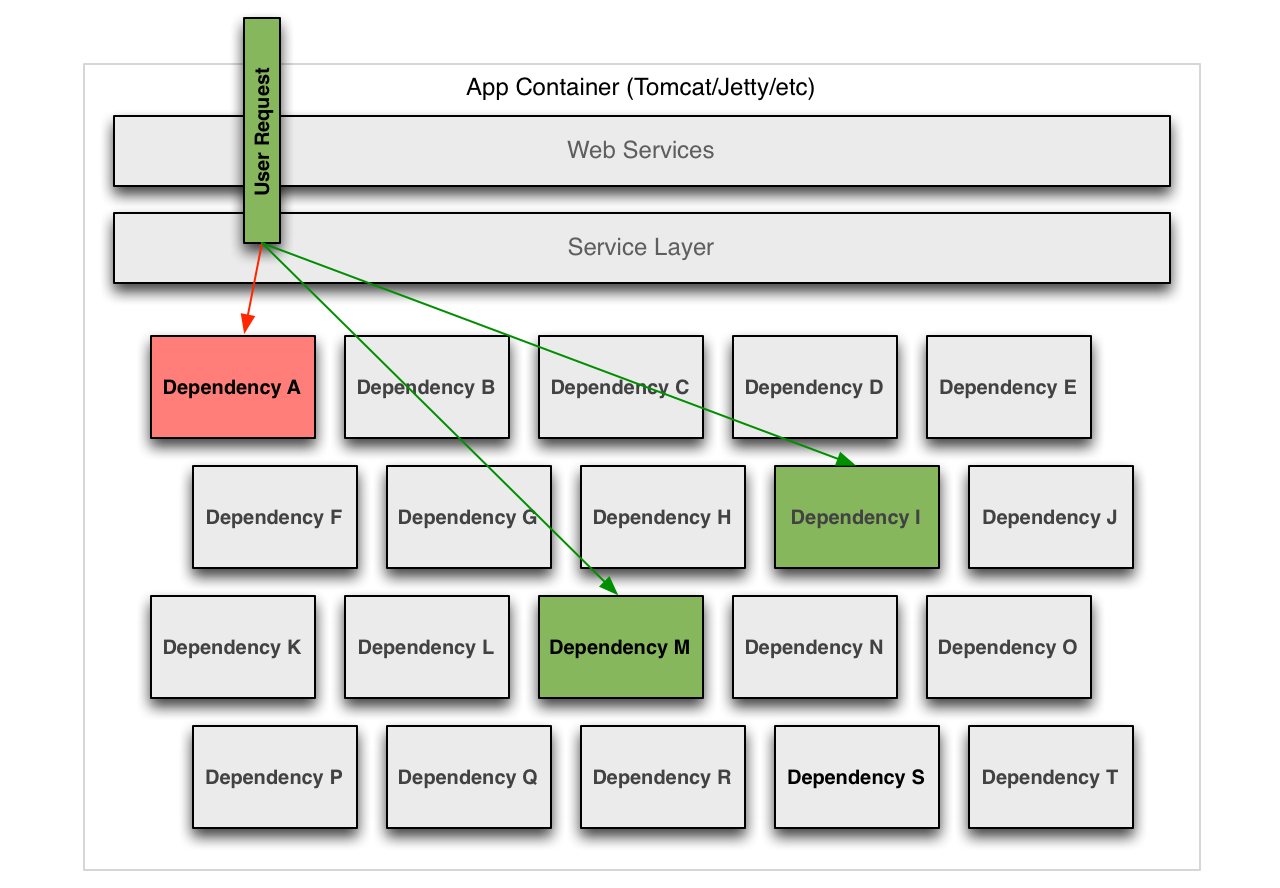 User Request
App Container (Tomcat/Jetty/etc)
Web Services
Service Layer
Dependency A
Dependency B
Dependency C
Dependency D
Dependency E
Dependency F
Dependency G
Dependency H
Dependency I
Dependency J
Dependency K
Dependency L
Dependency M
Dependency N
Dependency O
Dependency P
Dependency Q
Dependency R
Dependency S
Dependency T